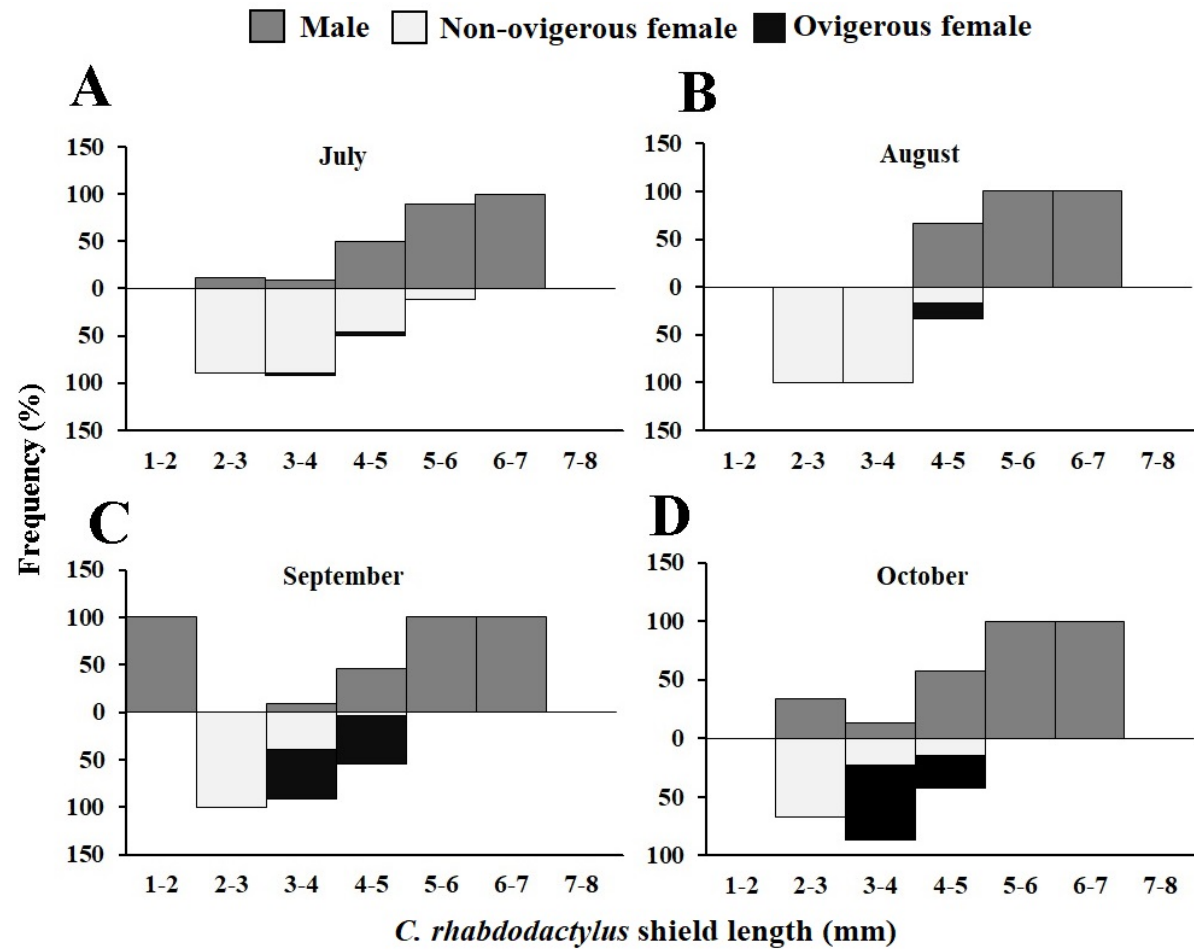 Male Non-ovigerous female Ovigerous female
A
B
July
August
150
100
50
0
50
100
150
150
100
50
0
50
100
150
1-2 2-3 3-4 4-5 5-6 6-7 7-8
1-2 2-3 3-4 4-5 5-6 6-7 7-8
Frequency (%)
C
D
September
October
150
100
50
0
50
100
150
150
100
50
0
50
100
1-2 2-3 3-4 4-5 5-6 6-7 7-8
1-2 2-3 3-4 4-5 5-6 6-7 7-8
C. rhabdodactylus shield length (mm)